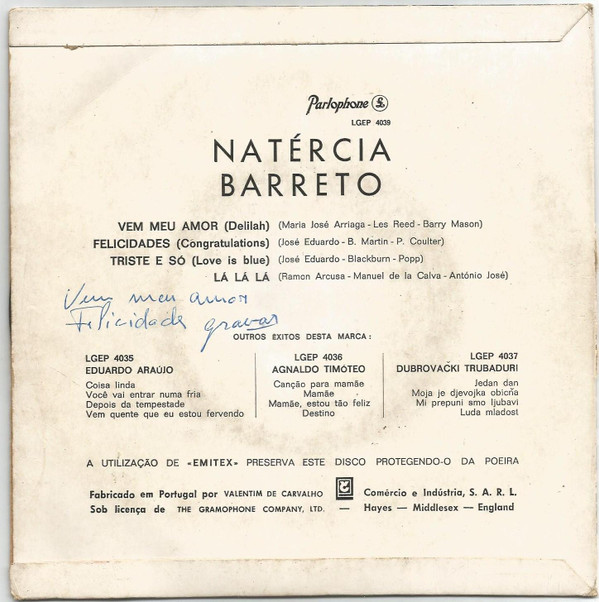 Parlophone
LGEP 4039
NATÉRCIA
BARRETO
VEM MEU AMOR (Delilah) (Maria José Arriaga - Les Reed - Barry Mason)
FELICIDADES (Congratulations) (José Eduardo - B. Martin - P. Coulter)
TRISTE E SÓ (Love is blue) (José Eduardo - Blackburn - Popp)
LÁ LÁ LÁ (Ramon Arcusa - Manuel de la Calva - António José)
Vem meu amor
Felicidades gravar
OUTROS EXITOS DESTA MARCA:
LGEP 4035
EDUARDO ARAÚJO
Coisa linda
Você vai entrar numa fria
Depois da tempestade
Vem quente que eu estou fervendo
LGEP 4036
AGNALDO TIMÓTEO
Canção para mamãe
Mamãe
Mamãe, estou tão feliz
Destino
LGEP 4037
DUBROVAČKI TRUBADURI
Jedan dan
Moja je djevojka obična
Mi prepuni smo ljubavi
Luda mladost
A UTILIZAÇÃO DE «EMITEX» PRESERVA ESTE DISCO PROTEGENDO-O DA POEIRA
Fabricado em Portugal por VALENTIM DE CARVALHO Comércio e Indústria, S. A. R. L.
Sob licença de THE GRAMOPHONE COMPANY, LTD. — Hayes — Middlesex — England